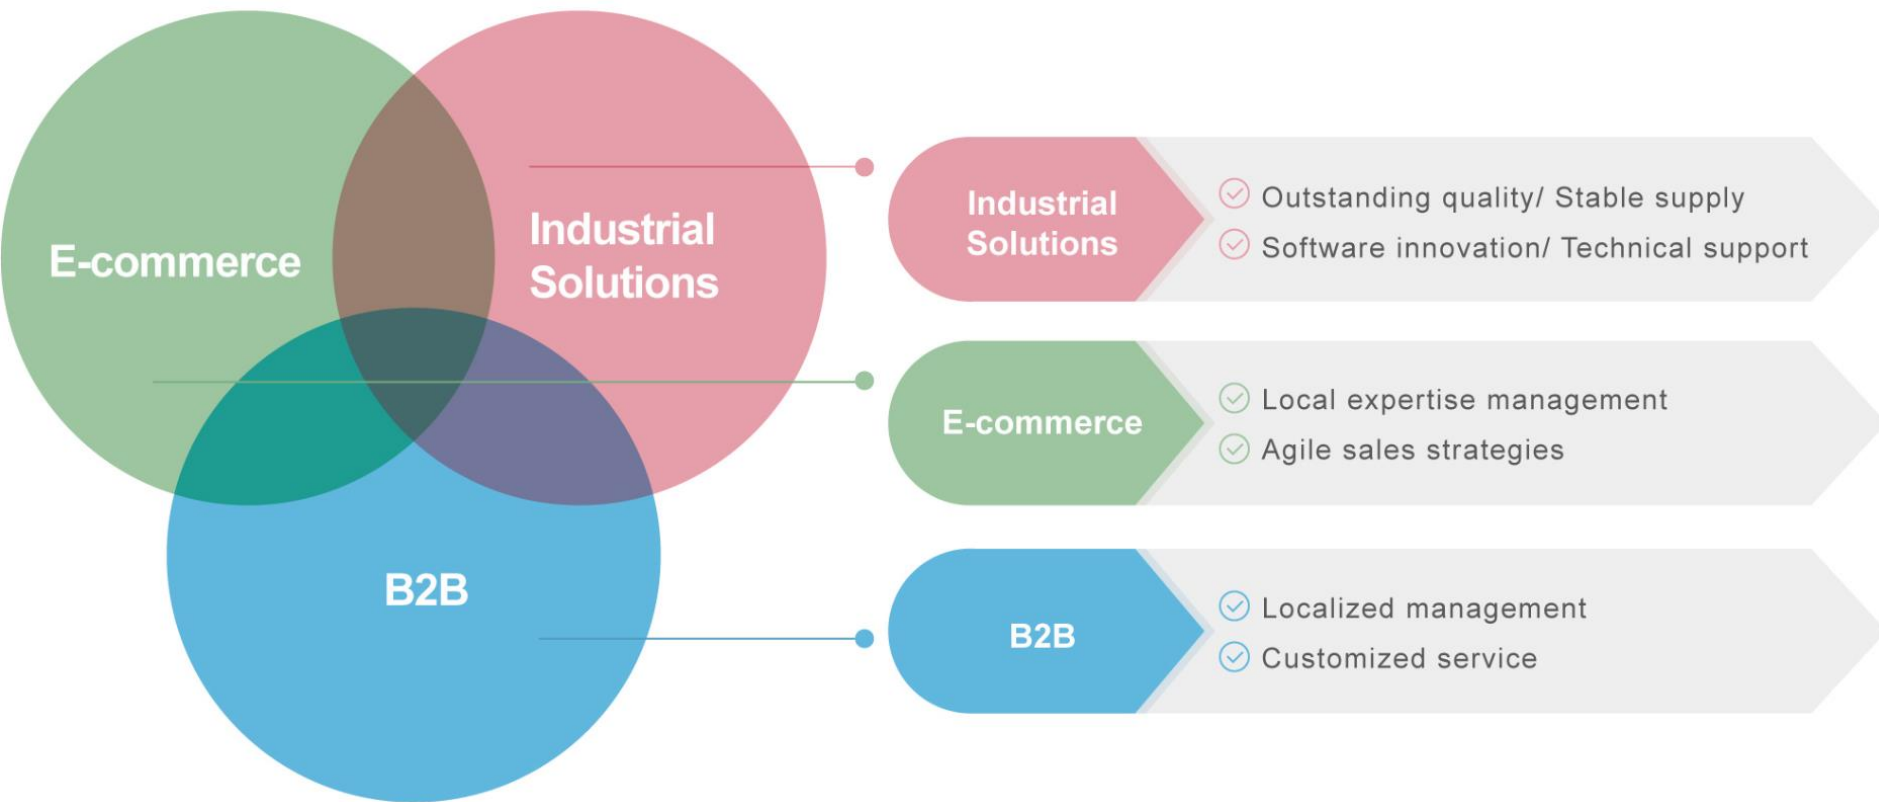 E-commerce
Industrial
Solutions
B2B
Industrial
Solutions
Outstanding quality/ Stable supply
Software innovation/ Technical support
E-commerce
Local expertise management
Agile sales strategies
B2B
Localized management
Customized service